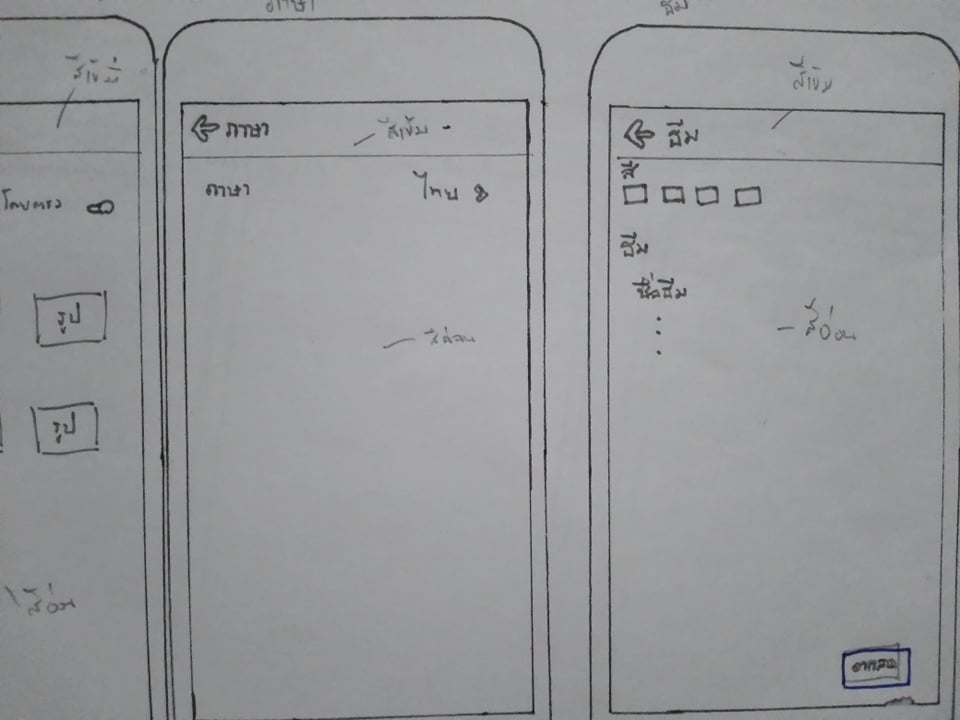 สีเข้ม
โดยตรง
รูป
รูป
สีอ่อน
ภาษา
ภาษา
สีเข้ม
ภาษา ไทย
สีอ่อน
ธีม
สีเข้ม
ธีม
สี
ธีม
ชื่อธีม
สีอ่อน
ตกลง